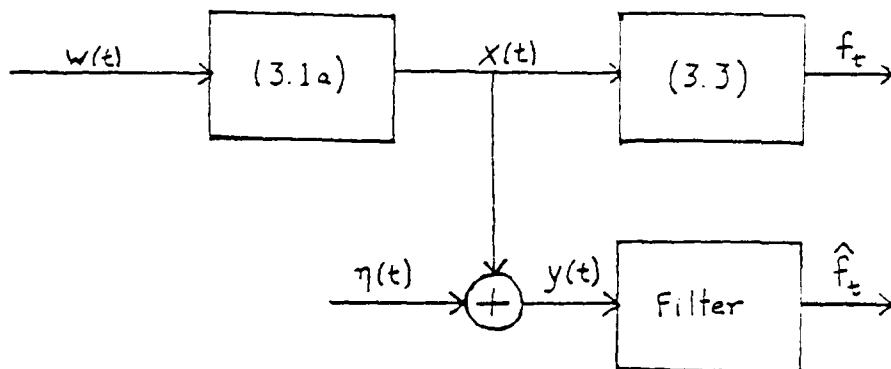 w(t)
(3.1a)
x(t)
(3.3)
f_t
η(t)
+
y(t)
Filter
f̂_t